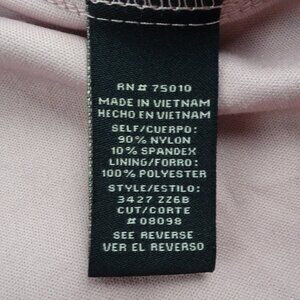 RN# 75010
MADE IN VIETNAM
HECHO EN VIETNAM
SELF/CUERPO:
90% NYLON
10% SPANDEX
LINING/FORRO:
100% POLYESTER
STYLE/ESTILO:
3427 ZZ6B
CUT/CORTE
#08098
SEE REVERSE
VER EL REVERSO